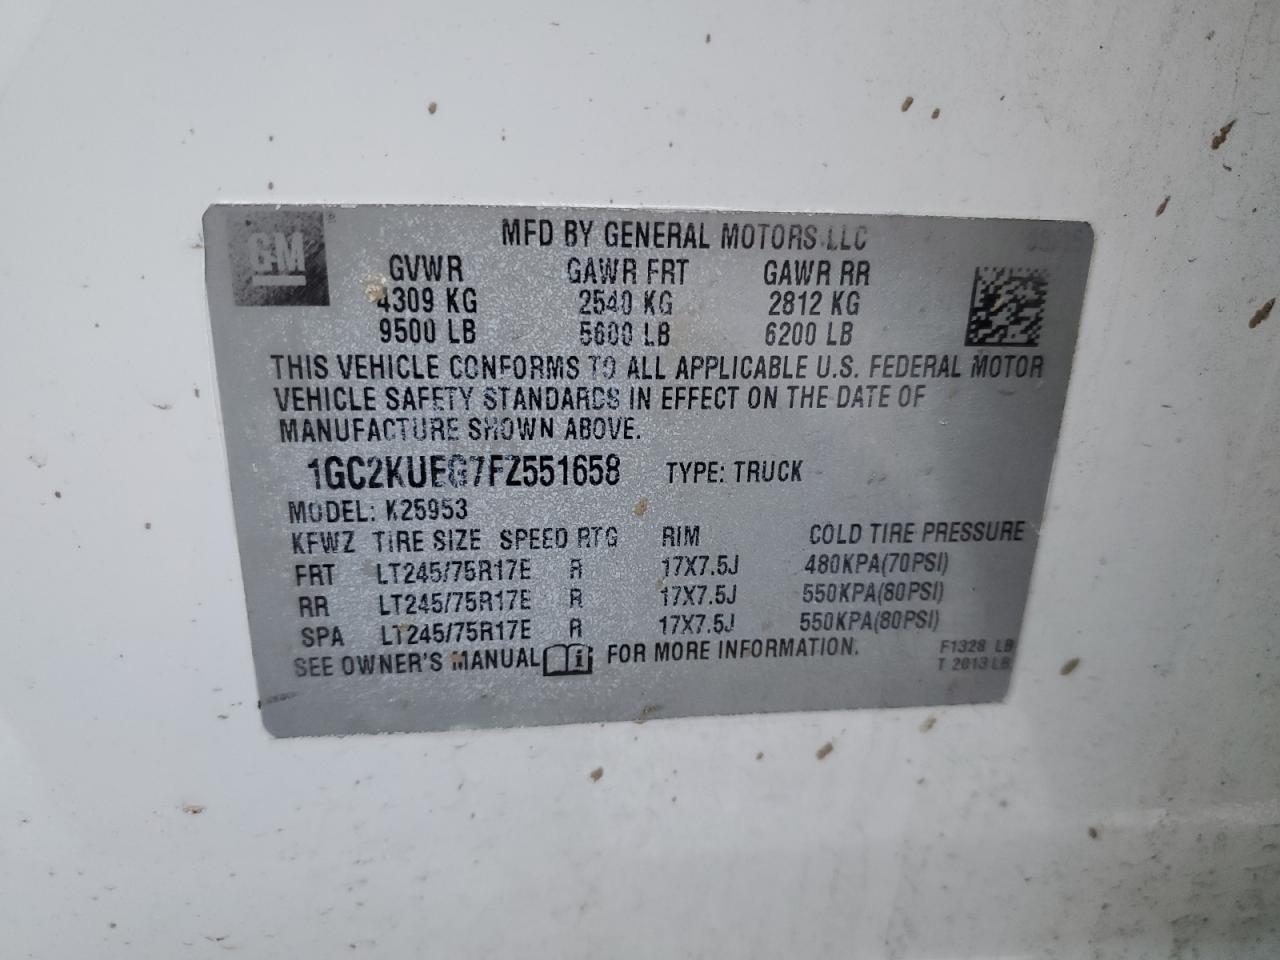 GM ®
MFD BY GENERAL MOTORS LLC
GVWR GAWR FRT GAWR RR
4309 KG 2540 KG 2812 KG
9500 LB 5600 LB 6200 LB
THIS VEHICLE CONFORMS TO ALL APPLICABLE U.S. FEDERAL MOTOR
VEHICLE SAFETY STANDARDS IN EFFECT ON THE DATE OF
MANUFACTURE SHOWN ABOVE.
1GC2KUEG7FZ551658 TYPE: TRUCK
MODEL: K25953
KFWZ TIRE SIZE SPEED RTG RIM COLD TIRE PRESSURE
FRT LT245/75R17E R 17X7.5J 480KPA(70PSI)
RR LT245/75R17E R 17X7.5J 550KPA(80PSI)
SPA LT245/75R17E R 17X7.5J 550KPA(80PSI)
SEE OWNER'S MANUAL FOR MORE INFORMATION.
F1328 LB
T 2013 LB